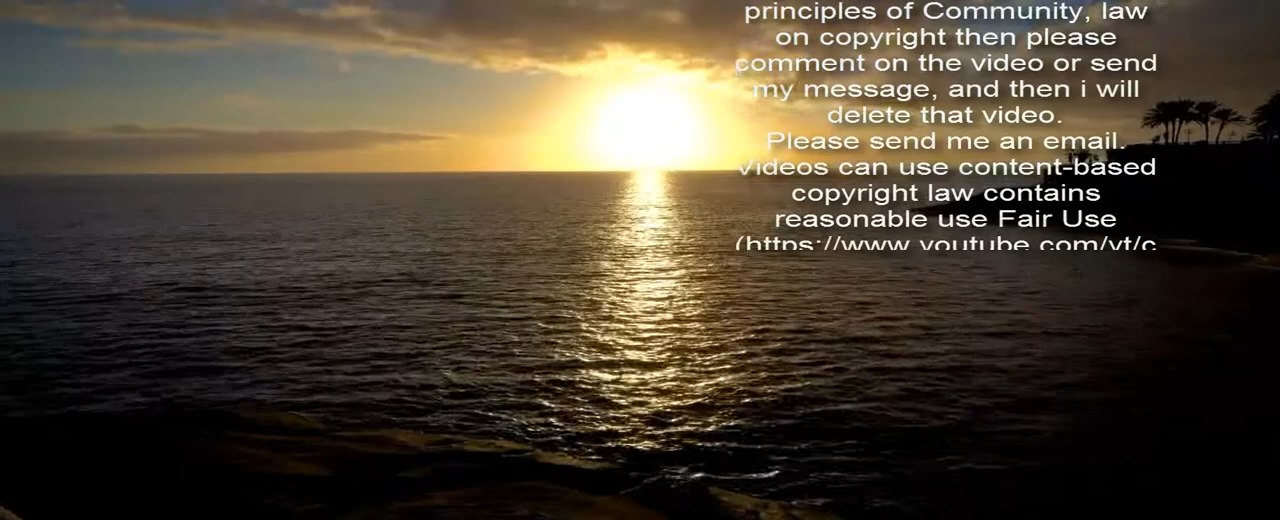 principles of Community, law
on copyright then please
comment on the video or send
my message, and then i will
delete that video.
Please send me an email.
Videos can use content-based
copyright law contains
reasonable use Fair Use
(https://www.youtube.com/yt/c